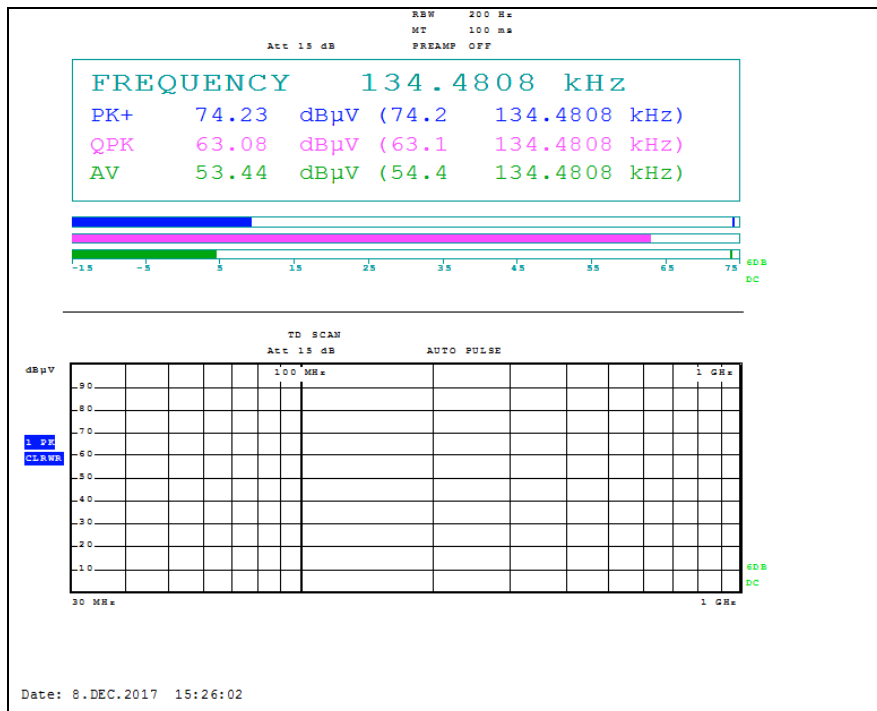 RBW 200 Hz
MT 100 ms
Att 15 dB PREAMP OFF
FREQUENCY 134.4808 kHz
PK+ 74.23 dBµV (74.2 134.4808 kHz)
QPK 63.08 dBµV (63.1 134.4808 kHz)
AV 53.44 dBµV (54.4 134.4808 kHz)
-15 -5 5 15 25 35 45 55 65 75
6DB
DC
TD SCAN
Att 15 dB AUTO PULSE
dBµV
100 MHz 1 GHz
90
80
70
1 PK
60
CLRWR
50
40
30
20
10
6DB
DC
30 MHz 1 GHz
Date: 8.DEC.2017 15:26:02